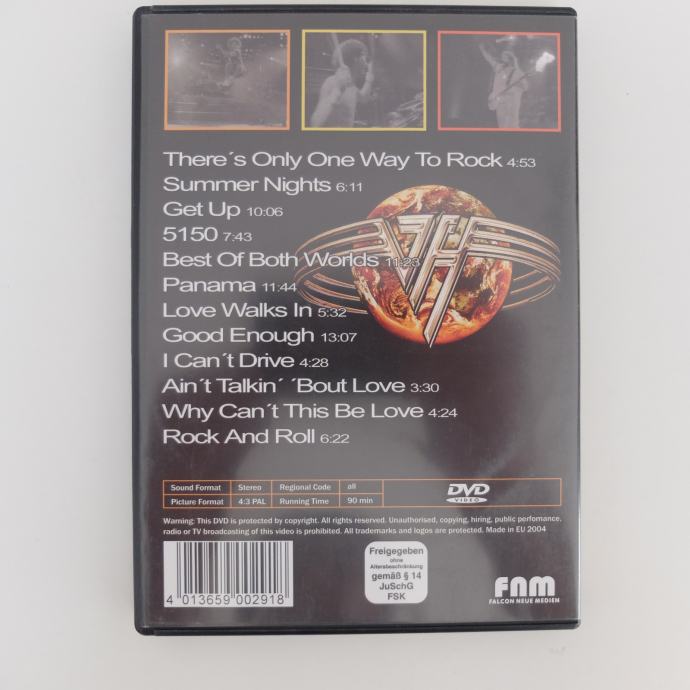 There´s Only One Way To Rock 4:53
Summer Nights 6:11
Get Up 10:06
5150 7:43
Best Of Both Worlds 11:23
Panama 11:44
Love Walks In 5:32
Good Enough 13:07
I Can´t Drive 4:28
Ain´t Talkin´ ´Bout Love 3:30
Why Can´t This Be Love 4:24
Rock And Roll 6:22
VH
Sound Format Stereo Regional Code all
Picture Format 4:3 PAL Running Time 90 min
DVD
VIDEO
Warning: This DVD is protected by copyright. All rights reserved. Unauthorised, copying, hiring, public perfomance,
radio or TV broadcasting of this video is prohibited. All trademarks and logos are protected. Made in EU 2004
4 013659 002918
Freigegeben
ohne
Altersbeschränkung
gemäß § 14
JuSchG
FSK
FNM
FALCON NEUE MEDIEN